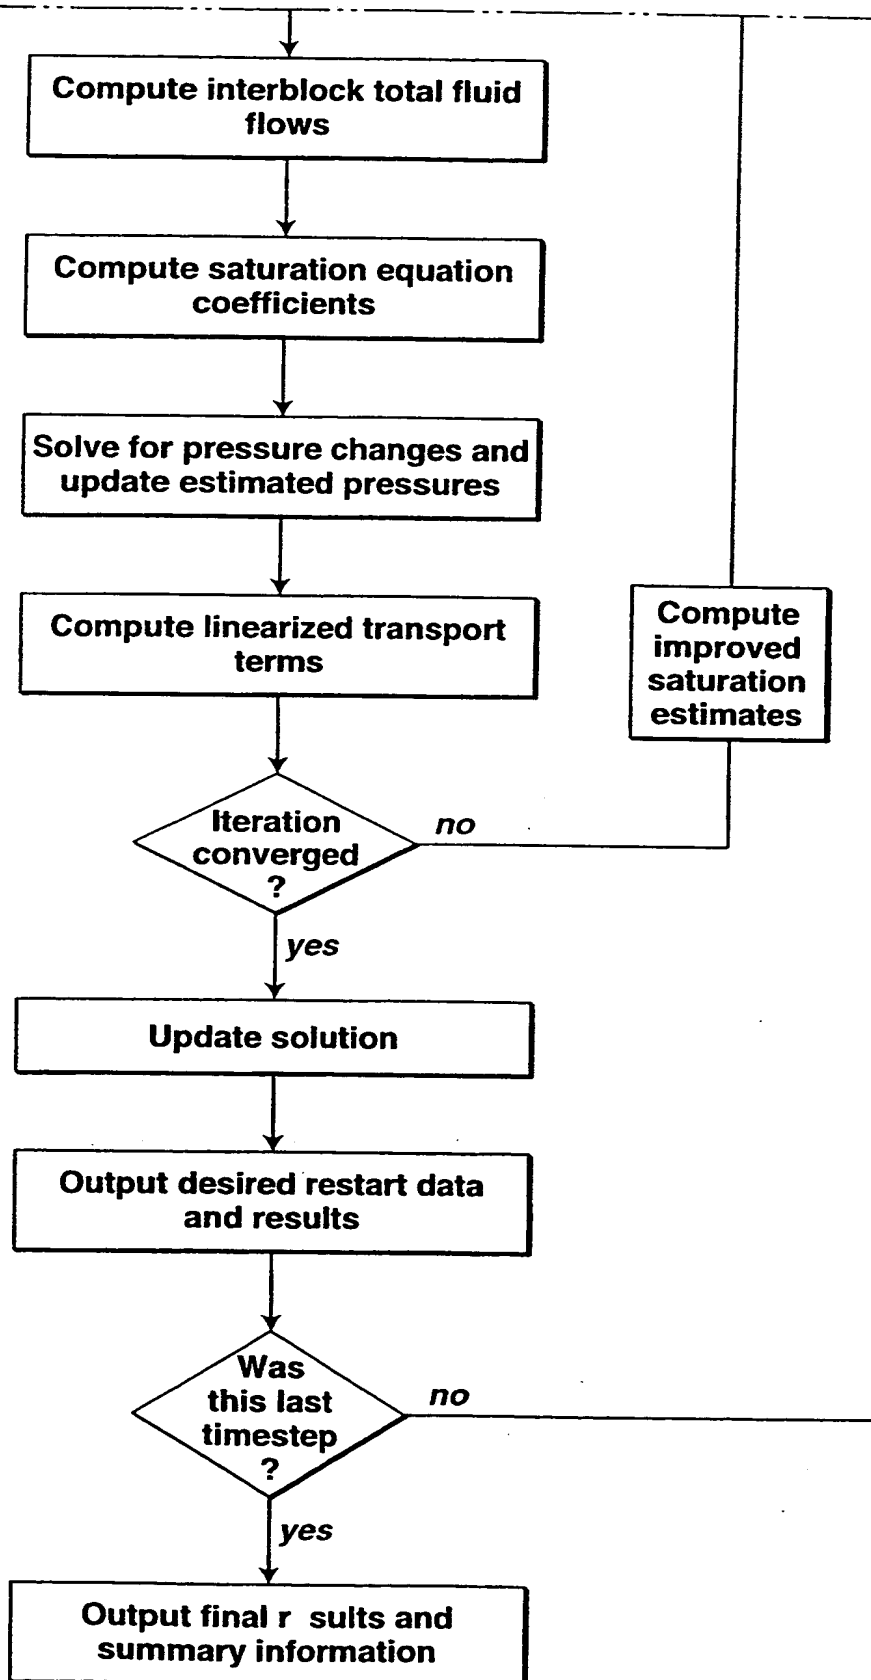 Compute interblock total fluid
flows
Compute saturation equation
coefficients
Solve for pressure changes and
update estimated pressures
Compute linearized transport
terms
Compute
improved
saturation
estimates
Iteration
converged
?
no
yes
Update solution
Output desired restart data
and results
Was
this last
timestep
?
no
yes
Output final r sults and
summary information